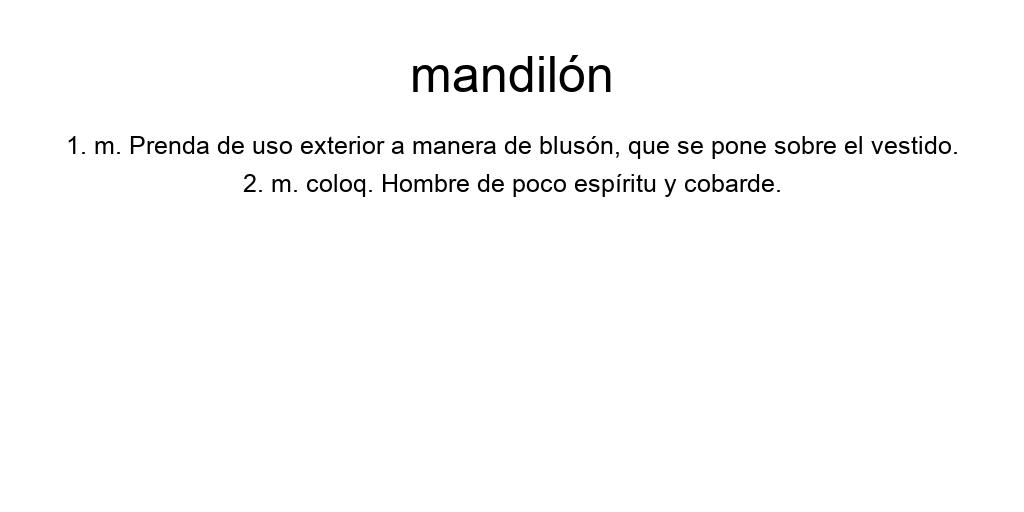 mandilón
1. m. Prenda de uso exterior a manera de blusón, que se pone sobre el vestido.
2. m. coloq. Hombre de poco espíritu y cobarde.